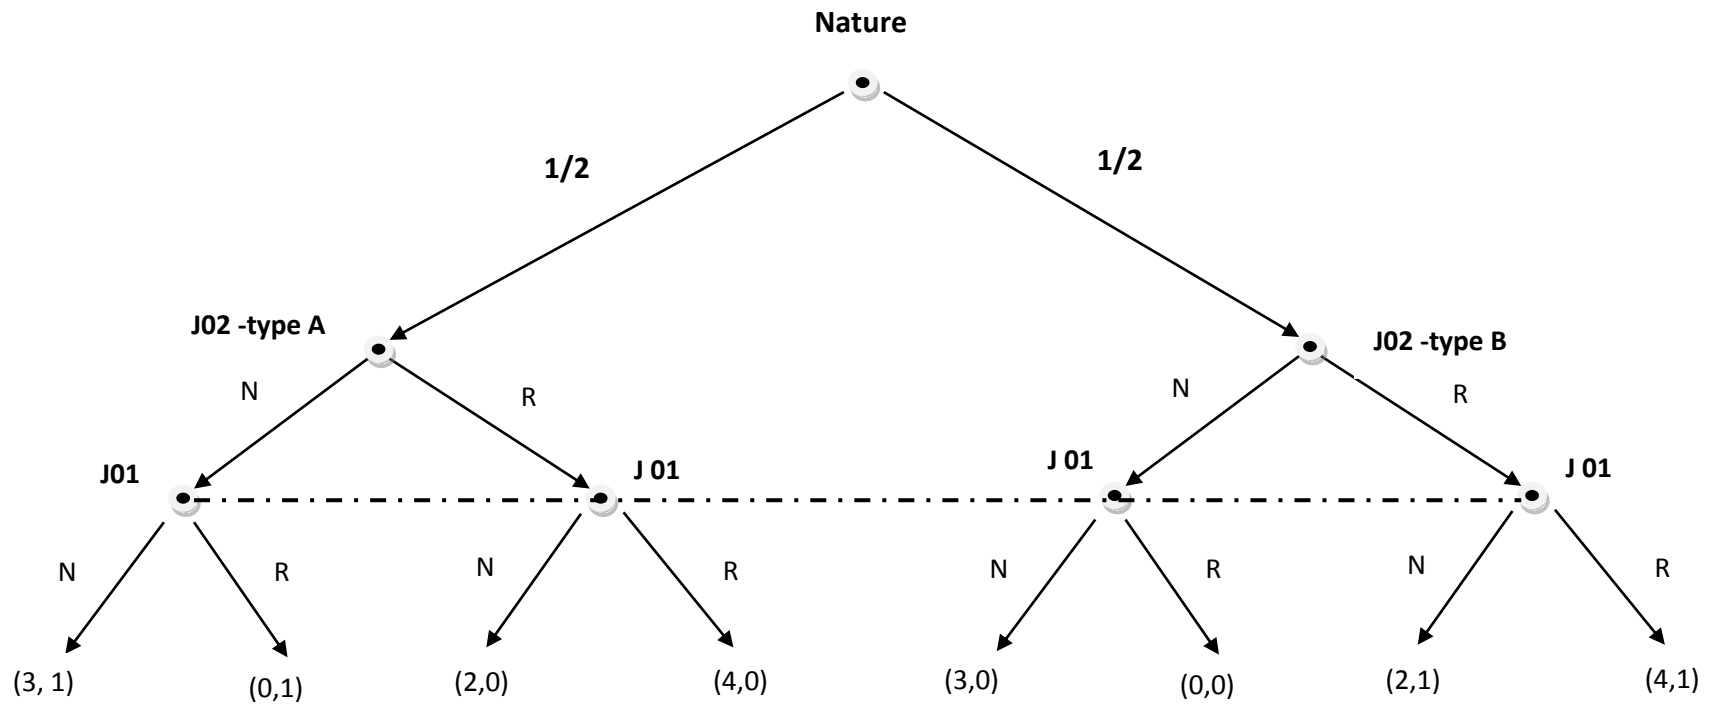 Nature
1/2
1/2
J02 -type A
J02 -type B
N
R
N
R
J01
J 01
J 01
J 01
N
R
N
R
N
R
N
R
(3, 1)
(0,1)
(2,0)
(4,0)
(3,0)
(0,0)
(2,1)
(4,1)